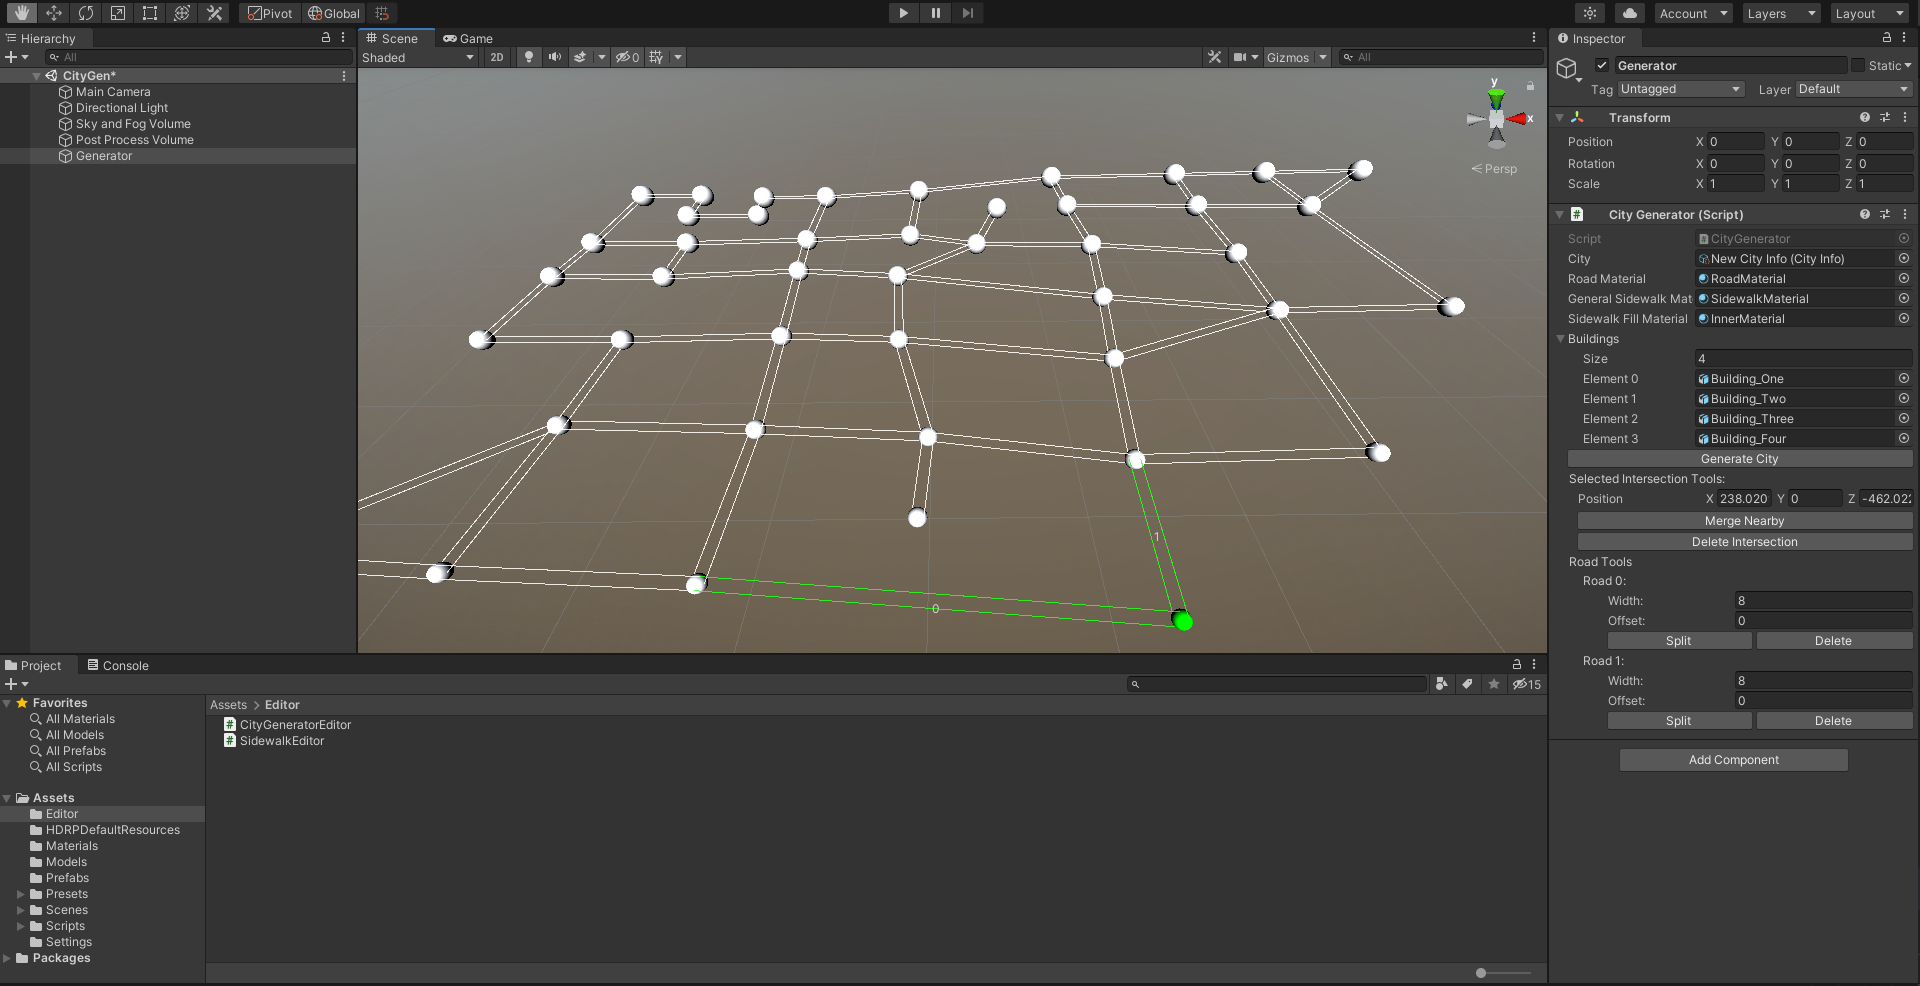 Pivot Global Account Layers Layout
Hierarchy
All
CityGen*
Main Camera
Directional Light
Sky and Fog Volume
Post Process Volume
Generator
Scene Game
Shaded 2D 0 Gizmos All
y
x
Persp
1
0
Inspector
Generator Static
Tag Untagged Layer Default
Transform
Position X 0 Y 0 Z 0
Rotation X 0 Y 0 Z 0
Scale X 1 Y 1 Z 1
# City Generator (Script)
Script CityGenerator
City New City Info (City Info)
Road Material RoadMaterial
General Sidewalk Mat SidewalkMaterial
Sidewalk Fill Material InnerMaterial
Buildings
Size 4
Element 0 Building_One
Element 1 Building_Two
Element 2 Building_Three
Element 3 Building_Four
Generate City
Selected Intersection Tools:
Position X 238.020 Y 0 Z -462.022
Merge Nearby
Delete Intersection
Road Tools
Road 0:
Width: 8
Offset: 0
Split Delete
Road 1:
Width: 8
Offset: 0
Split Delete
Add Component
Project Console
15
Favorites
All Materials
All Models
All Prefabs
All Scripts
Assets
Editor
HDRPDefaultResources
Materials
Models
Prefabs
Presets
Scenes
Scripts
Settings
Packages
Assets > Editor
# CityGeneratorEditor
# SidewalkEditor